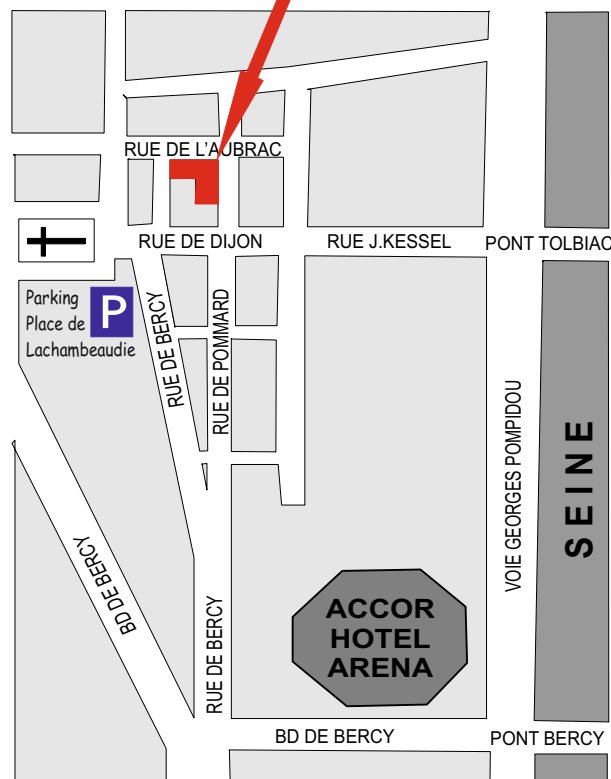 RUE DE L'AUBRAC
RUE DE DIJON
RUE J.KESSEL
PONT TOLBIAC
Parking
Place de
Lachambeaudie
P
RUE DE BERCY
RUE DE POMMARD
VOIE GEORGES POMPIDOU
SEINE
BD DE BERCY
RUE DE BERCY
ACCOR
HOTEL
ARENA
BD DE BERCY
PONT BERCY